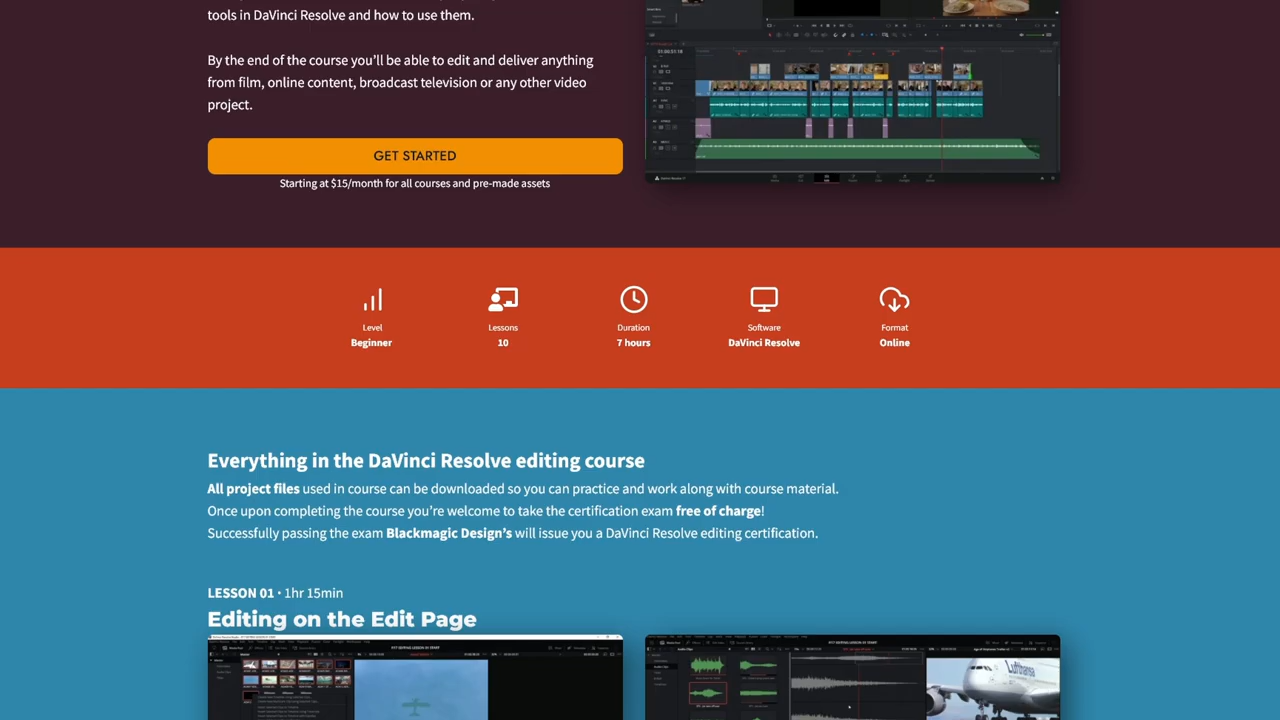 tools in DaVinci Resolve and how to use them.
By the end of the course you'll be able to edit and deliver anything
for film, online content, broadcast television or any other video
project.
GET STARTED
Starting at $15/month for all courses and pre-made assets
Level
Beginner
Lessons
10
Duration
7 hours
Software
DaVinci Resolve
Format
Online
Everything in the DaVinci Resolve editing course
All project files used in course can be downloaded so you can practice and work along with course material.
Once upon completing the course you're welcome to take the certification exam free of charge!
Successfully passing the exam Blackmagic Design's will issue you a DaVinci Resolve editing certification.
LESSON 01 • 1hr 15min
Editing on the Edit Page
Lufthansa